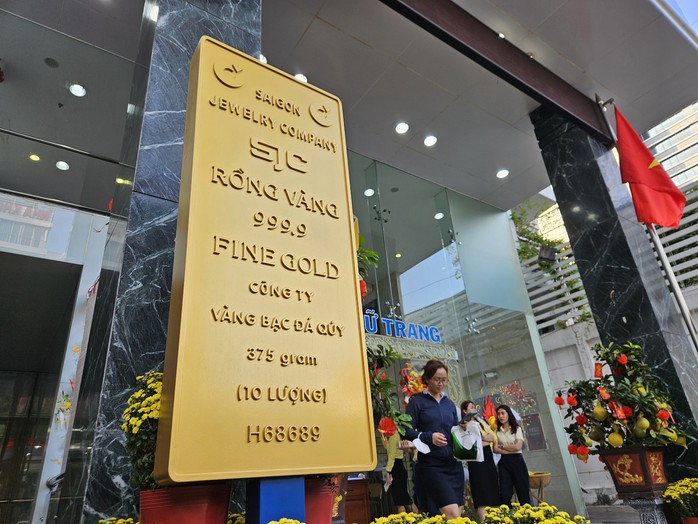 SAIGON
JEWELRY COMPANY
SJC
RỒNG VÀNG
999,9
FINE GOLD
CÔNG TY
VÀNG BẠC ĐÁ QUÝ
375 gram
(10 LƯỢNG)
H68689
Ữ TRANG